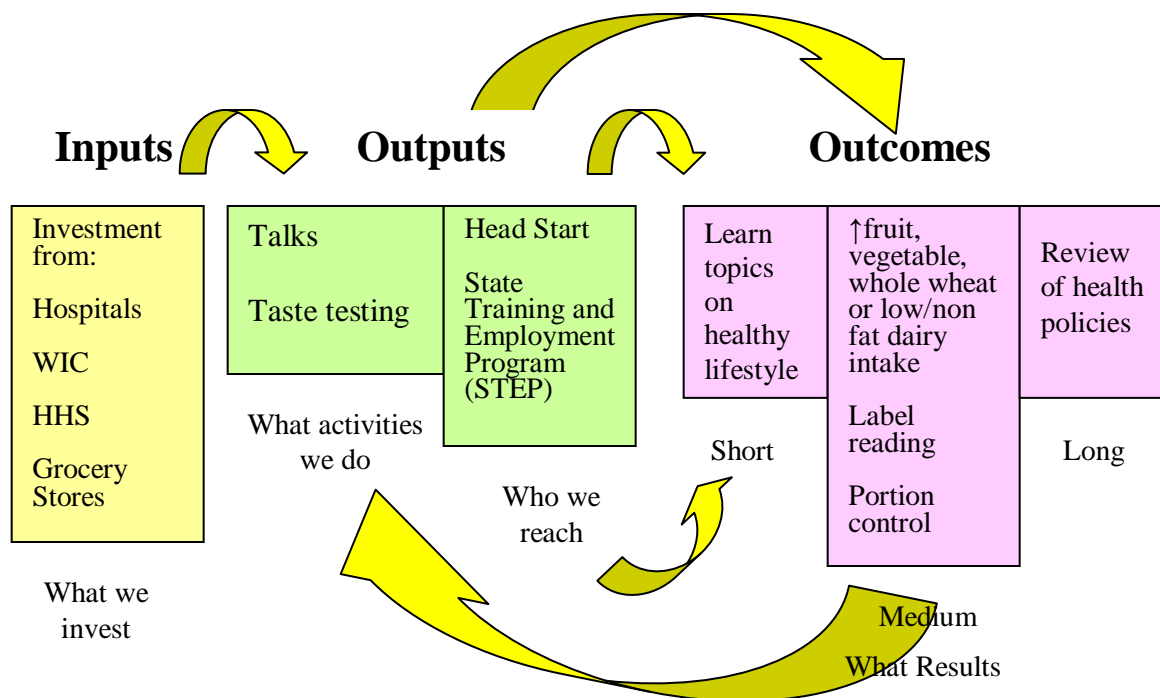 Inputs
Outputs
Outcomes
Investment
from:
Hospitals
WIC
HHS
Grocery
Stores
What we
invest
Talks
Taste testing
What activities
we do
Head Start
State
Training and
Employment
Program
(STEP)
Who we
reach
Learn
topics
on
healthy
lifestyle
Short
↑fruit,
vegetable,
whole wheat
or low/non
fat dairy
intake
Label
reading
Portion
control
Medium
What Results
Review
of health
policies
Long